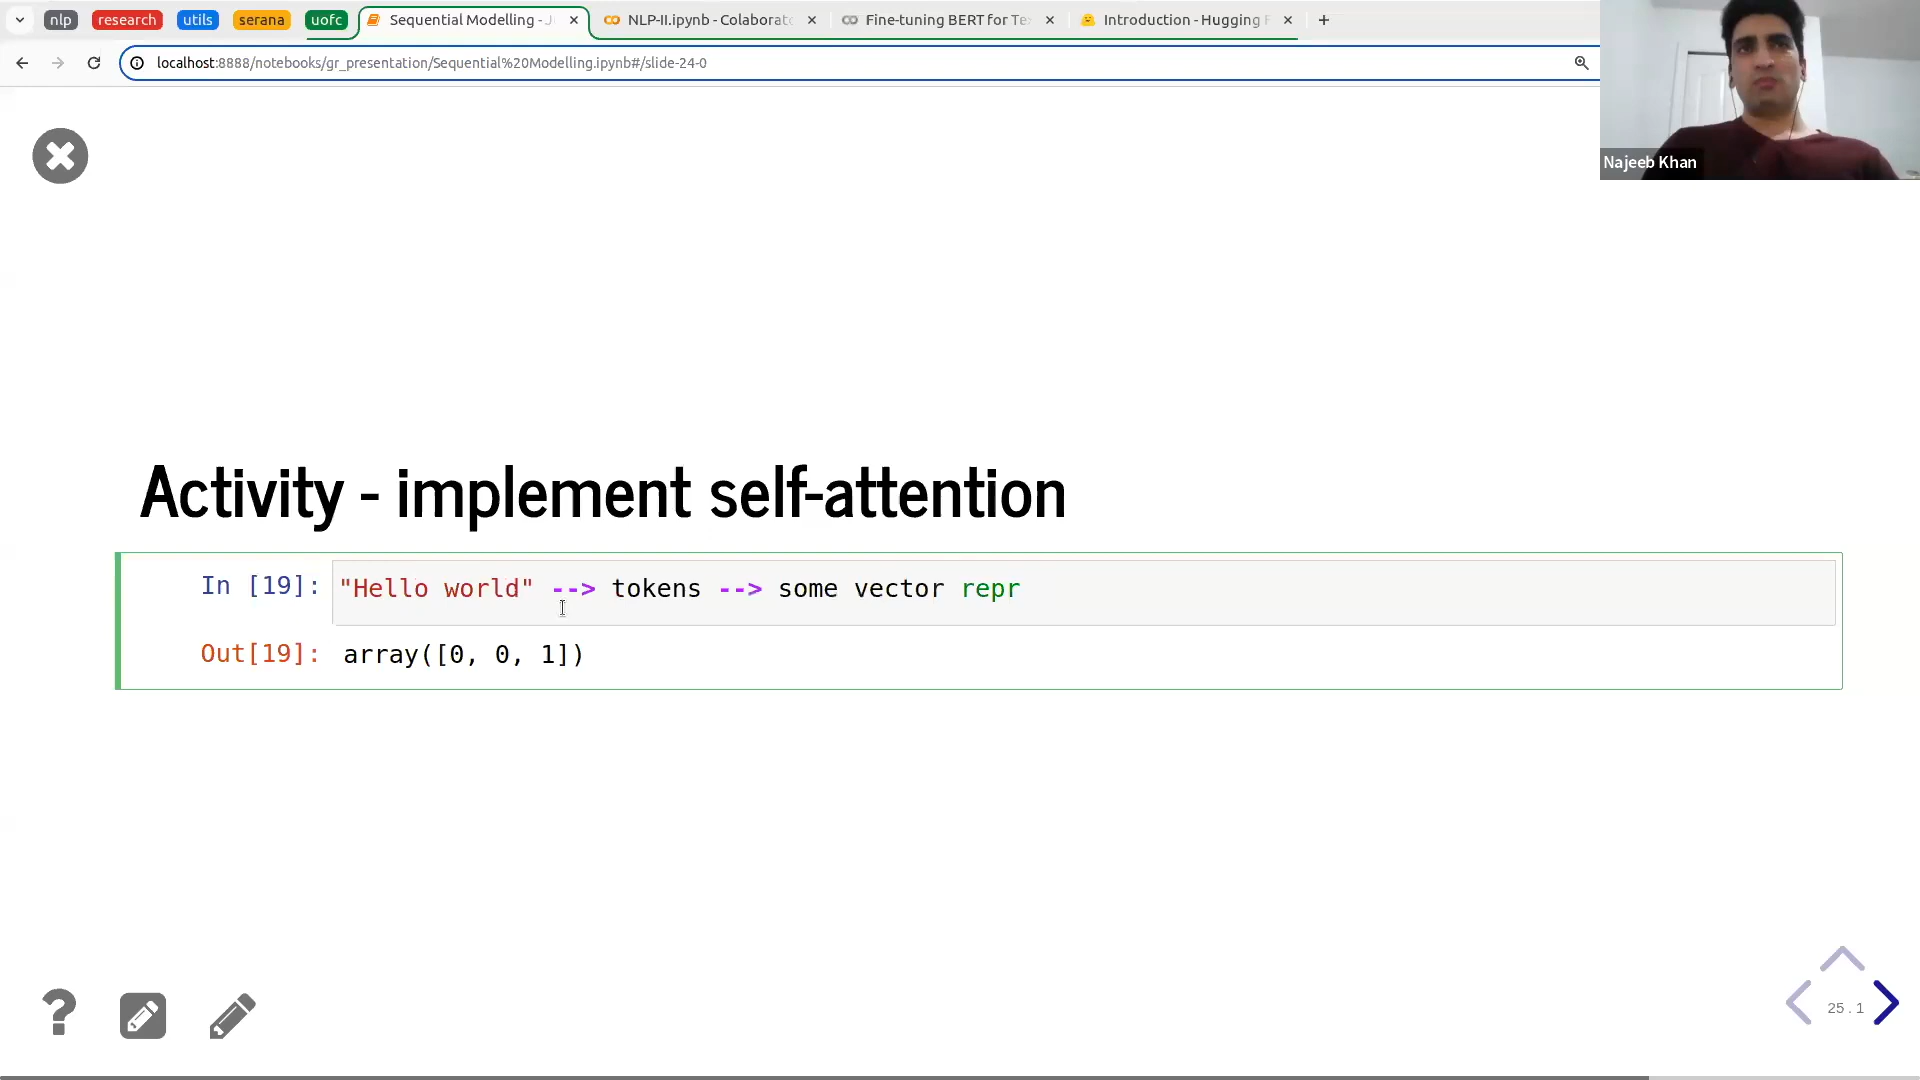 nlp research utils serana uofc Sequential Modelling - J NLP-II.ipynb - Colaborato Fine-tuning BERT for Te Introduction - Hugging F
localhost:8888/notebooks/gr_presentation/Sequential%20Modelling.ipynb#/slide-24-0
Najeeb Khan
Activity - implement self-attention
In [19]: "Hello world" --> tokens --> some vector repr
Out[19]: array([0, 0, 1])
25.1